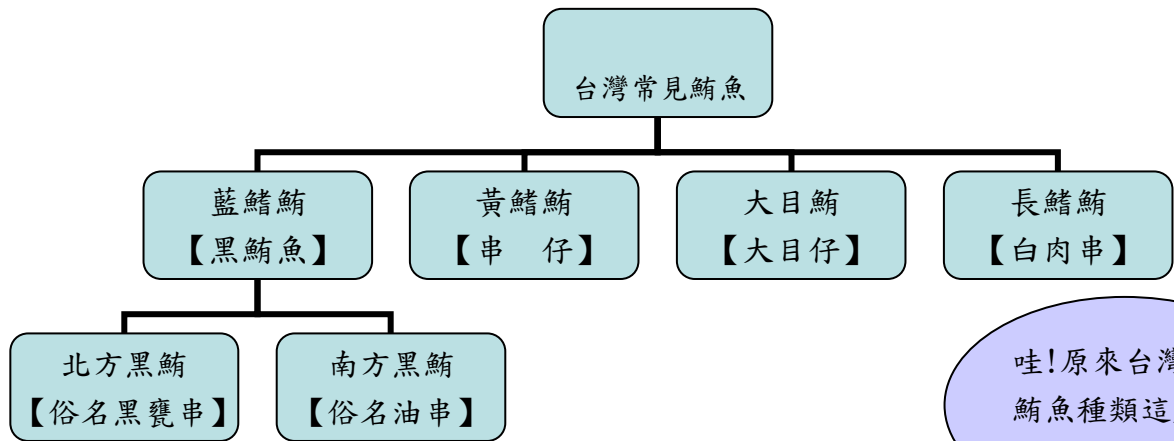 台灣常見鮪魚
藍鰭鮪
【黑鮪魚】
黃鰭鮪
【串　仔】
大目鮪
【大目仔】
長鰭鮪
【白肉串】
北方黑鮪
【俗名黑甕串】
南方黑鮪
【俗名油串】
哇!原來台灣
鮪魚種類這